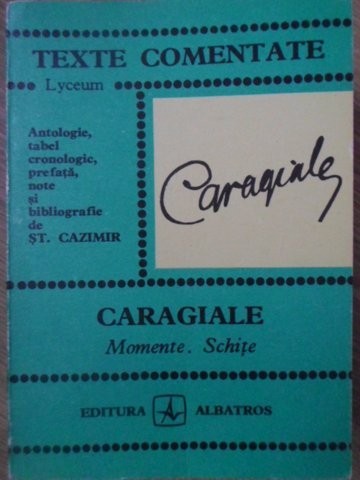 TEXTE COMENTATE
Lyceum
Antologie,
tabel
cronologic,
prefață,
note
și
bibliografie
de
ȘT. CAZIMIR
Caragiale
CARAGIALE
Momente. Schițe
EDITURA ALBATROS